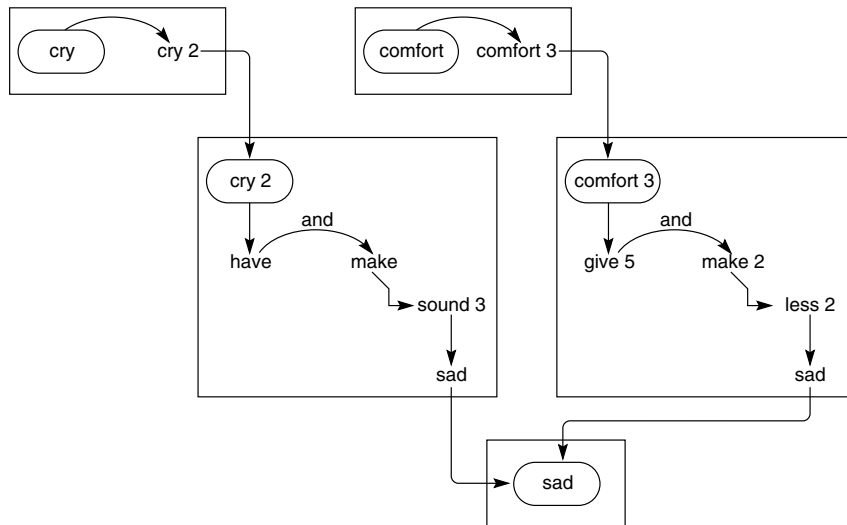 cry
cry 2
comfort
comfort 3
cry 2
and
have
make
sound 3
sad
comfort 3
and
give 5
make 2
less 2
sad
sad